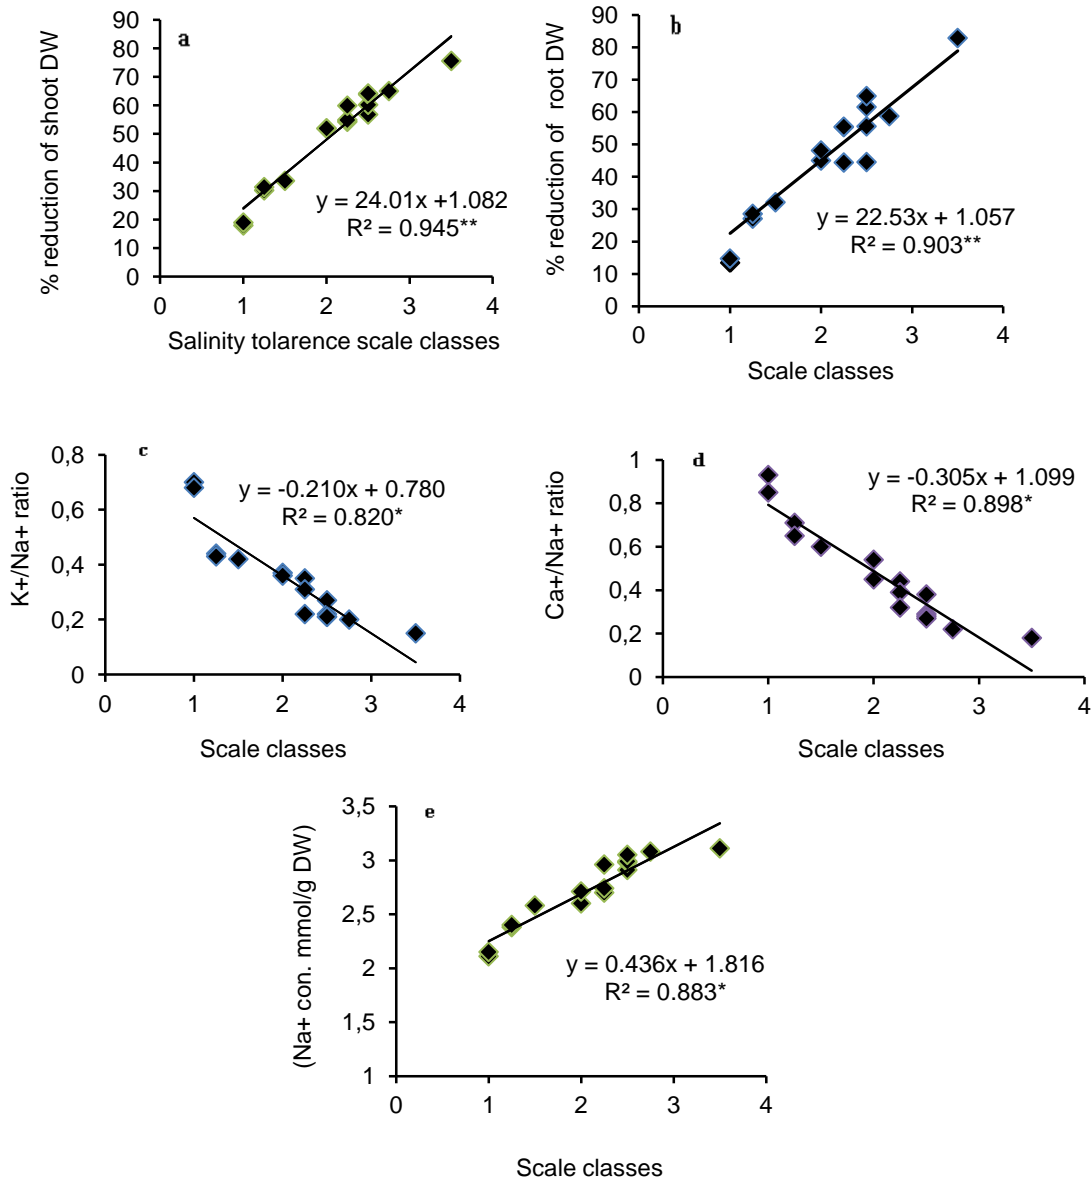 a
% reduction of shoot DW
90
80
70
60
50
40
30
20
10
0
y = 24.01x +1.082
R² = 0.945**
0 1 2 3 4
Salinity tolarence scale classes
b
% reduction of root DW
90
80
70
60
50
40
30
20
10
0
y = 22.53x + 1.057
R² = 0.903**
0 1 2 3 4
Scale classes
c
K+/Na+ ratio
0,8
0,6
0,4
0,2
0
y = -0.210x + 0.780
R² = 0.820*
0 1 2 3 4
Scale classes
d
Ca+/Na+ ratio
1
0,8
0,6
0,4
0,2
0
y = -0.305x + 1.099
R² = 0.898*
0 1 2 3 4
Scale classes
e
(Na+ con. mmol/g DW)
3,5
3
2,5
2
1,5
1
y = 0.436x + 1.816
R² = 0.883*
0 1 2 3 4
Scale classes